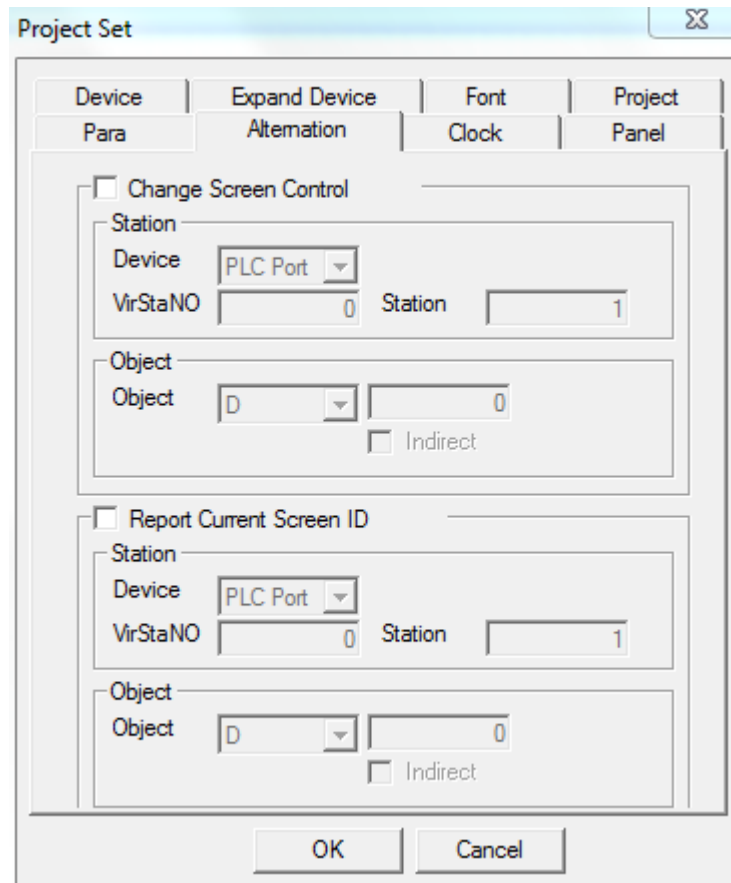 Project Set
Device Expand Device Font Project
Para Alternation Clock Panel
Change Screen Control
Station
Device PLC Port
VirStaNO 0 Station 1
Object
Object D 0
Indirect
Report Current Screen ID
Station
Device PLC Port
VirStaNO 0 Station 1
Object
Object D 0
Indirect
OK Cancel